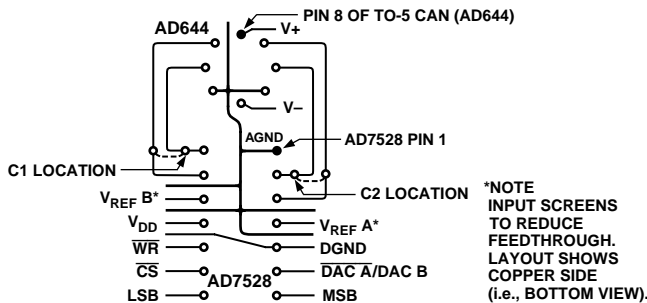 PIN 8 OF TO-5 CAN (AD644)
AD644
V+
V–
AGND
AD7528 PIN 1
C1 LOCATION
C2 LOCATION
VREF B*
VDD
VREF A*
WR
DGND
CS
AD7528
DAC A/DAC B
LSB
MSB
*NOTE
INPUT SCREENS
TO REDUCE
FEEDTHROUGH.
LAYOUT SHOWS
COPPER SIDE
(i.e., BOTTOM VIEW).